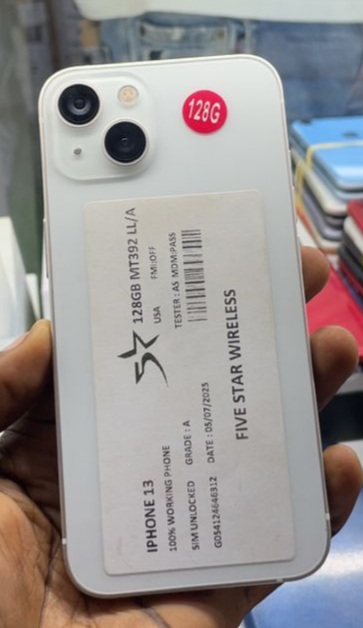 128G
IPHONE 13
128GB MT392 LL/A
100% WORKING PHONE
USA
FMI:OFF
SIM UNLOCKED
GRADE : A
TESTER : AS MDM:PASS
G0S4124646312
DATE : 05/07/2025
FIVE STAR WIRELESS